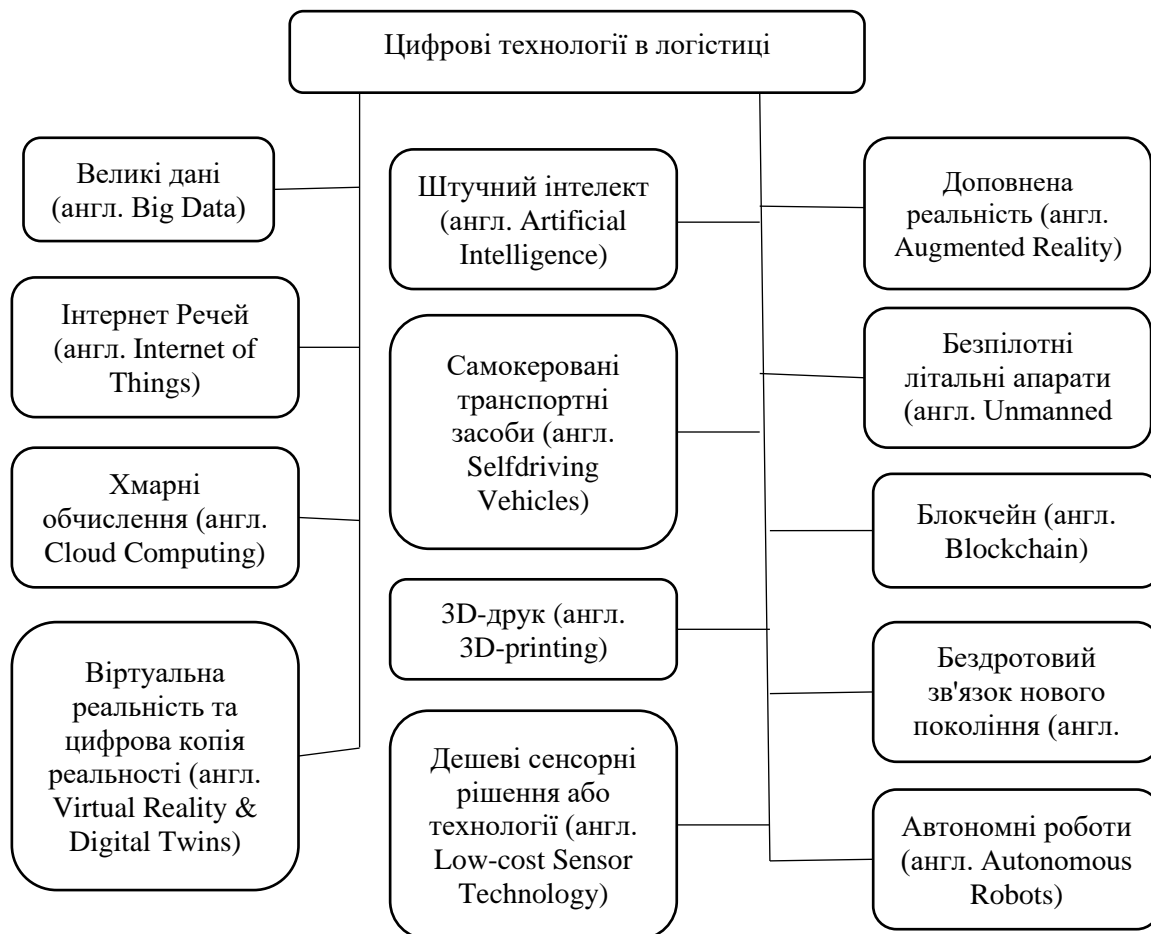 Цифрові технології в логістиці
Великі дані
(англ. Big Data)
Інтернет Речей
(англ. Internet of
Things)
Хмарні
обчислення (англ.
Cloud Computing)
Віртуальна
реальність та
цифрова копія
реальності (англ.
Virtual Reality &
Digital Twins)
Штучний інтелект
(англ. Artificial
Intelligence)
Самокеровані
транспортні
засоби (англ.
Selfdriving
Vehicles)
3D-друк (англ.
3D-printing)
Дешеві сенсорні
рішення або
технології (англ.
Low-cost Sensor
Technology)
Доповнена
реальність (англ.
Augmented Reality)
Безпілотні
літальні апарати
(англ. Unmanned
Блокчейн (англ.
Blockchain)
Бездротовий
зв'язок нового
покоління (англ.
Автономні роботи
(англ. Autonomous
Robots)